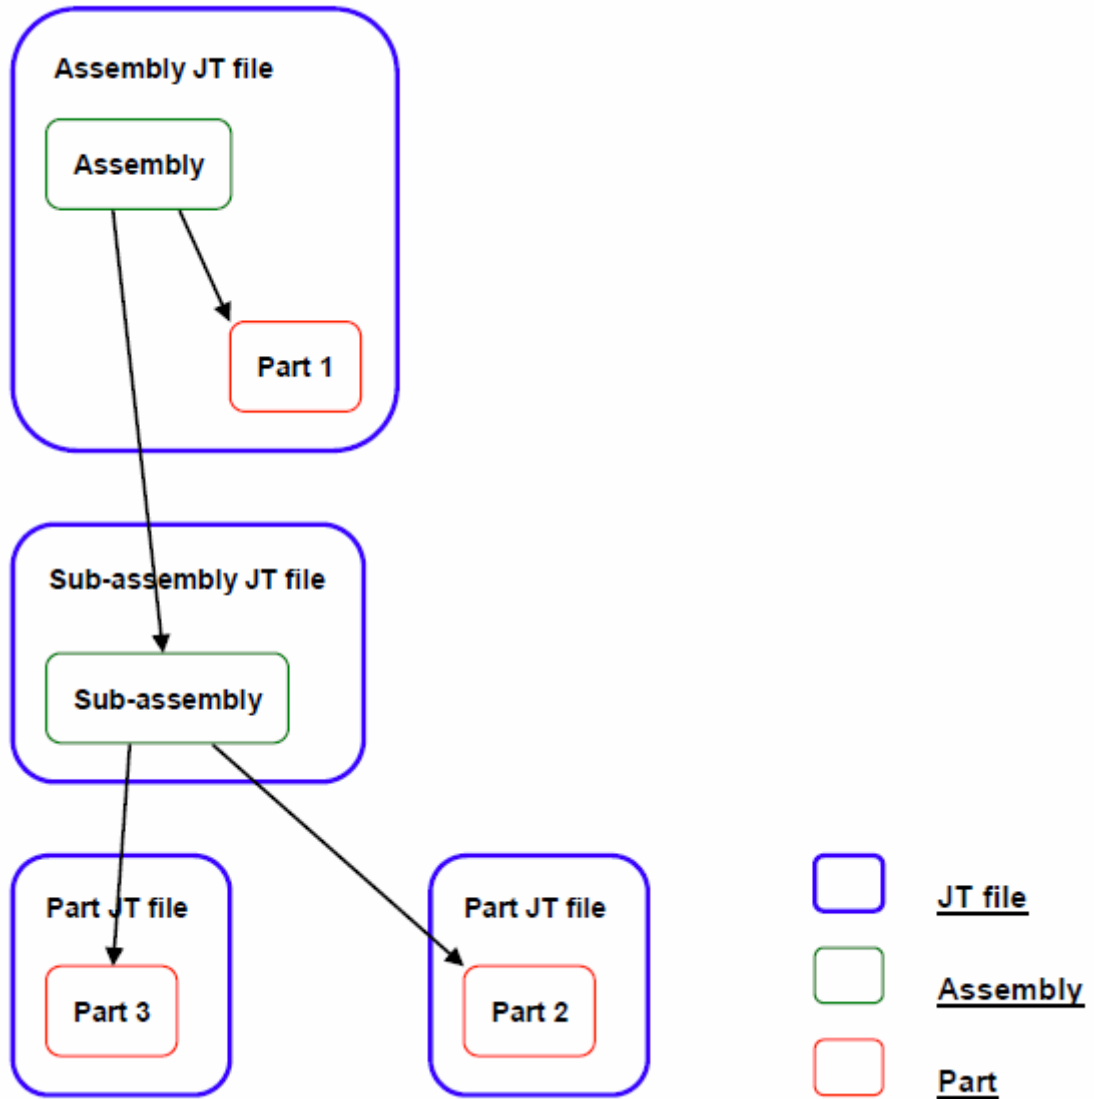 Assembly JT file
Assembly
Part 1
Sub-assembly JT file
Sub-assembly
Part JT file
Part 3
Part JT file
Part 2
JT file
Assembly
Part